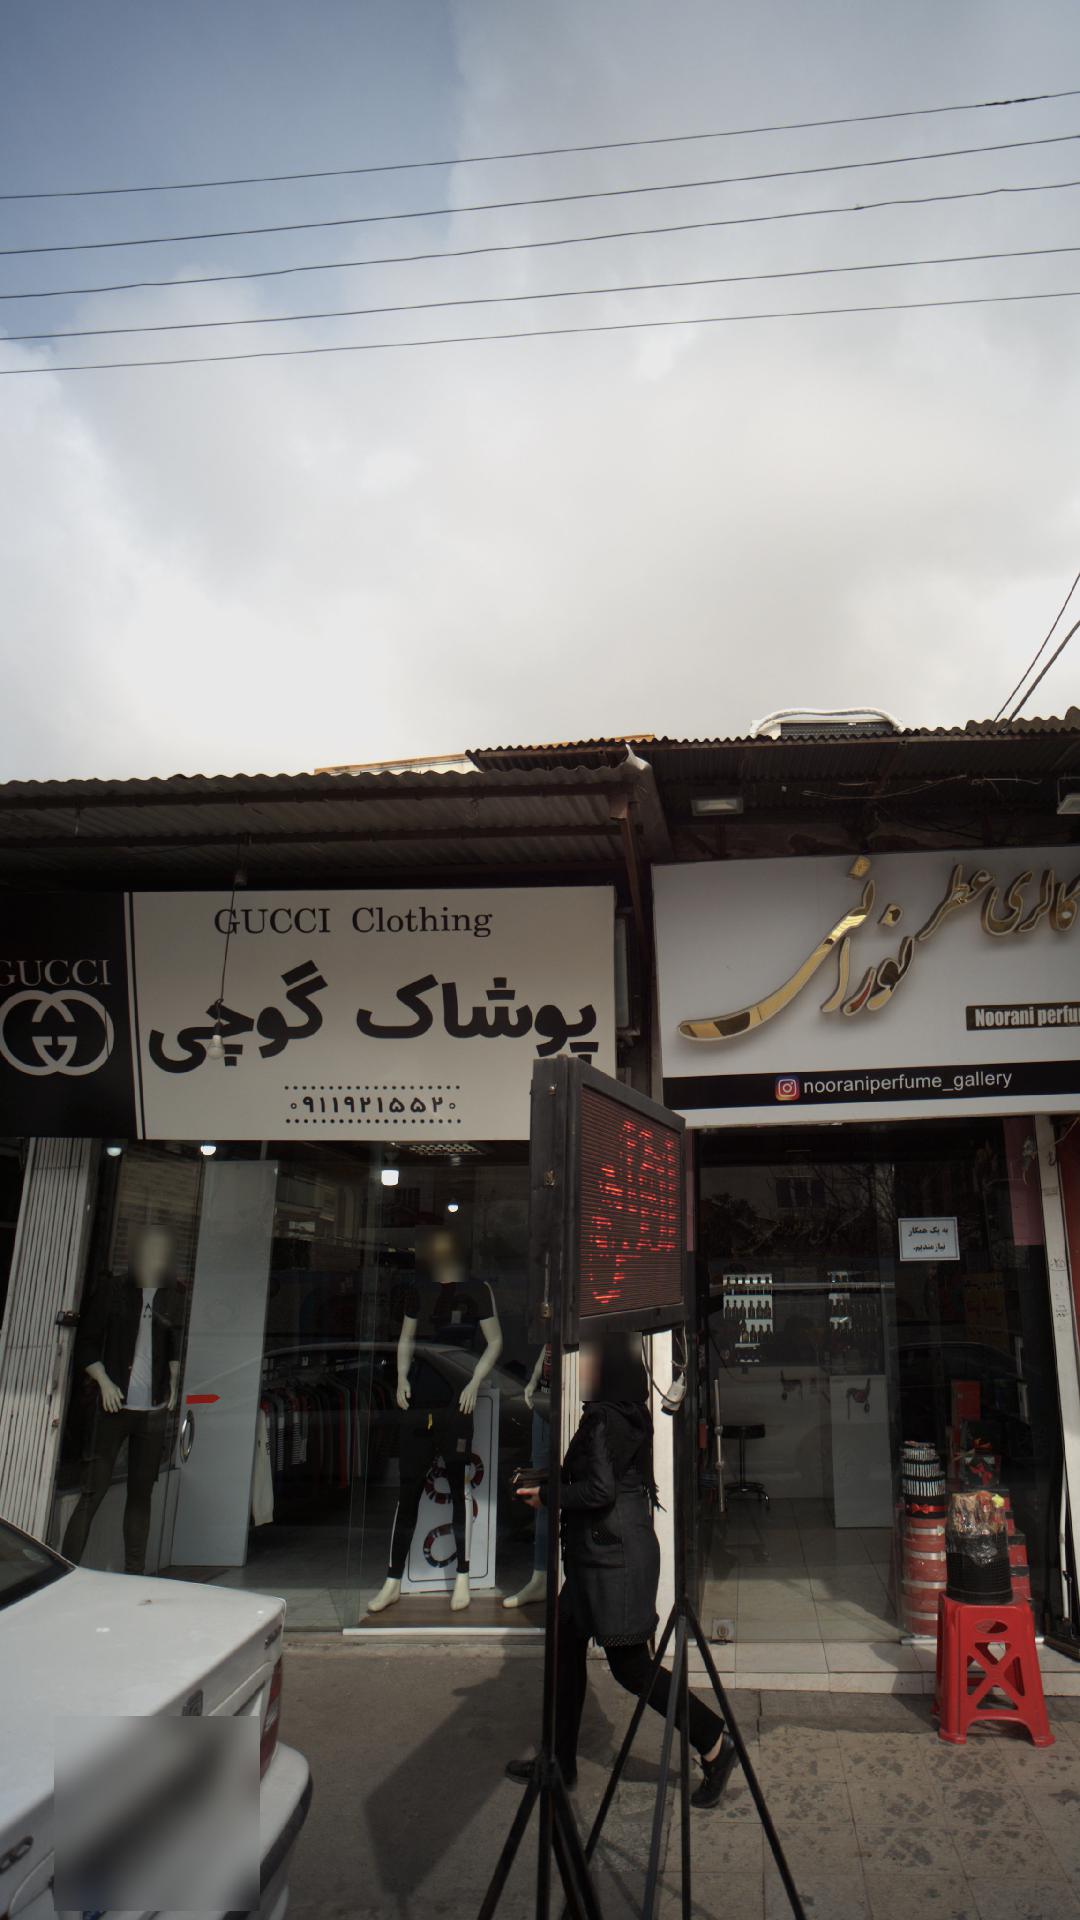 GUCCI
GUCCI Clothing
پوشاک گوچی
۰۹۱۱۹۲۱۵۵۲۰
گالری عطر
نورانی
Noorani perfu
nooraniperfume_gallery
به یک همکار
نیازمندیم.